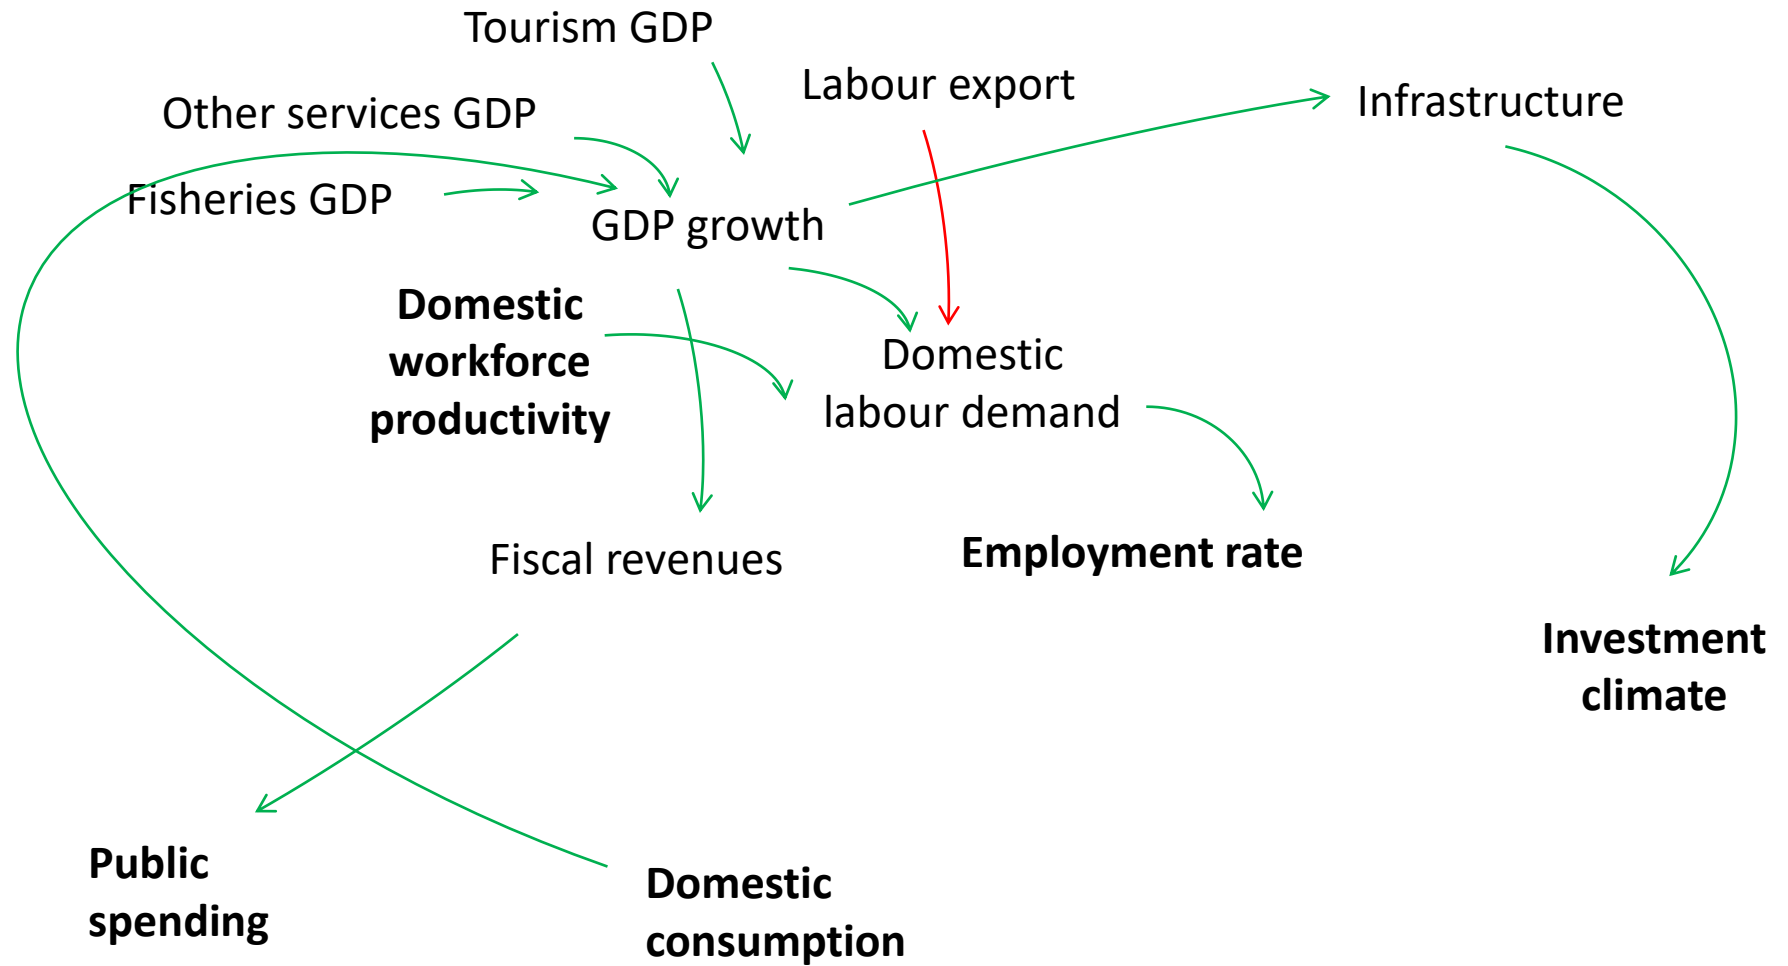 Tourism GDP
Labour export
Infrastructure
Other services GDP
Fisheries GDP
GDP growth
Domestic
workforce
productivity
Domestic
labour demand
Fiscal revenues
Employment rate
Investment
climate
Public
spending
Domestic
consumption